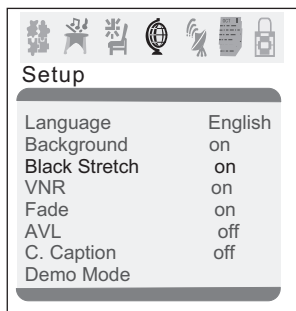 Setup
Language English
Background on
Black Stretch on
VNR on
Fade on
AVL off
C. Caption off
Demo Mode